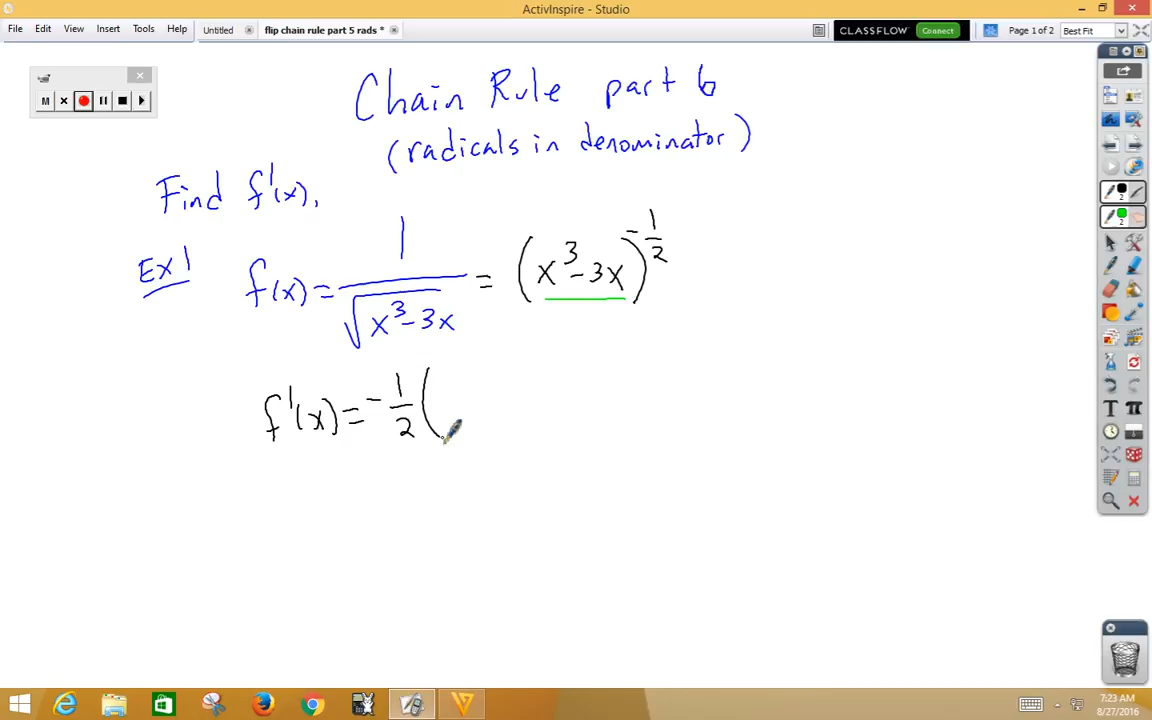 ActivInspire - Studio
File Edit View Insert Tools Help Untitled flip chain rule part 5 rads * CLASSFLOW Connect Page 1 of 2 Best Fit
M
Chain Rule part 6
(radicals in denominator)
Find f'(x).
Ex 1 f(x) = 1/√(x³-3x) = (x³-3x)^(-1/2)
f'(x) = -1/2 (
2
2
T
7:23 AM
8/27/2016